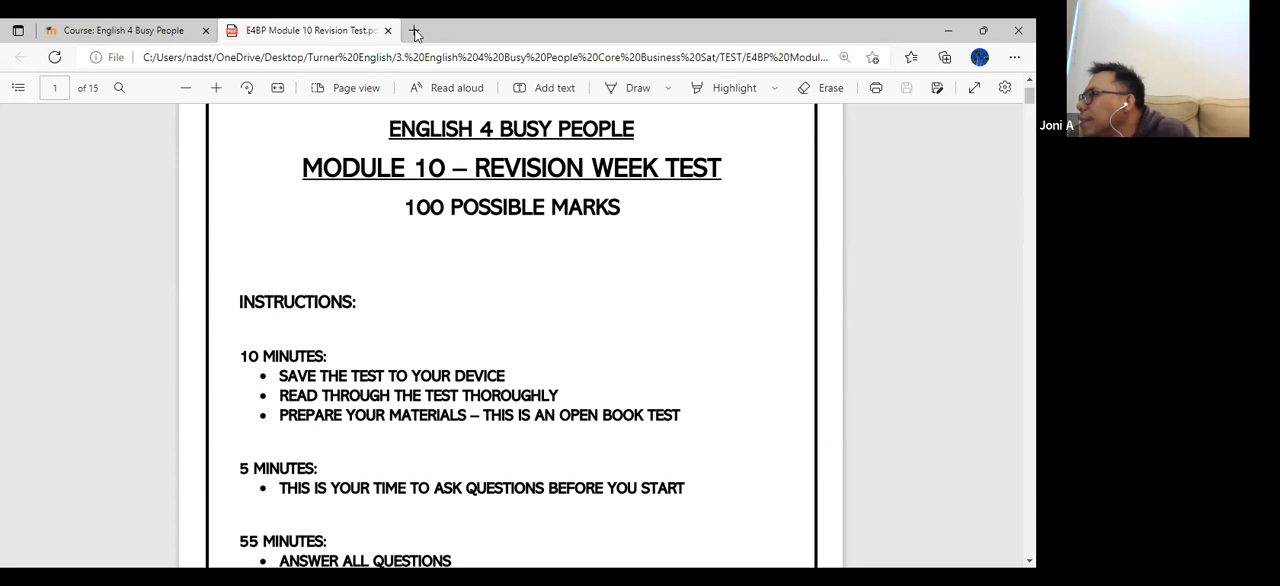 Course: English 4 Busy People
E4BP Module 10 Revision Test.pc
File
C:/Users/nadst/OneDrive/Desktop/Turner%20English/3.%20English%204%20Busy%20People%20Core%20Business%20Sat/TEST/E4BP%20Modul...
1 of 15
Page view
Read aloud
Add text
Draw
Highlight
Erase
ENGLISH 4 BUSY PEOPLE
MODULE 10 – REVISION WEEK TEST
100 POSSIBLE MARKS
INSTRUCTIONS:
10 MINUTES:
• SAVE THE TEST TO YOUR DEVICE
• READ THROUGH THE TEST THOROUGHLY
• PREPARE YOUR MATERIALS – THIS IS AN OPEN BOOK TEST
5 MINUTES:
• THIS IS YOUR TIME TO ASK QUESTIONS BEFORE YOU START
55 MINUTES:
• ANSWER ALL QUESTIONS
Joni A